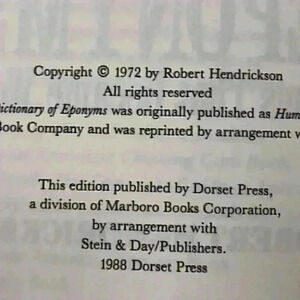 Copyright © 1972 by Robert Hendrickson
All rights reserved
Dictionary of Eponyms was originally published as Hum
Book Company and was reprinted by arrangement w
This edition published by Dorset Press,
a division of Marboro Books Corporation,
by arrangement with
Stein & Day/Publishers.
1988 Dorset Press